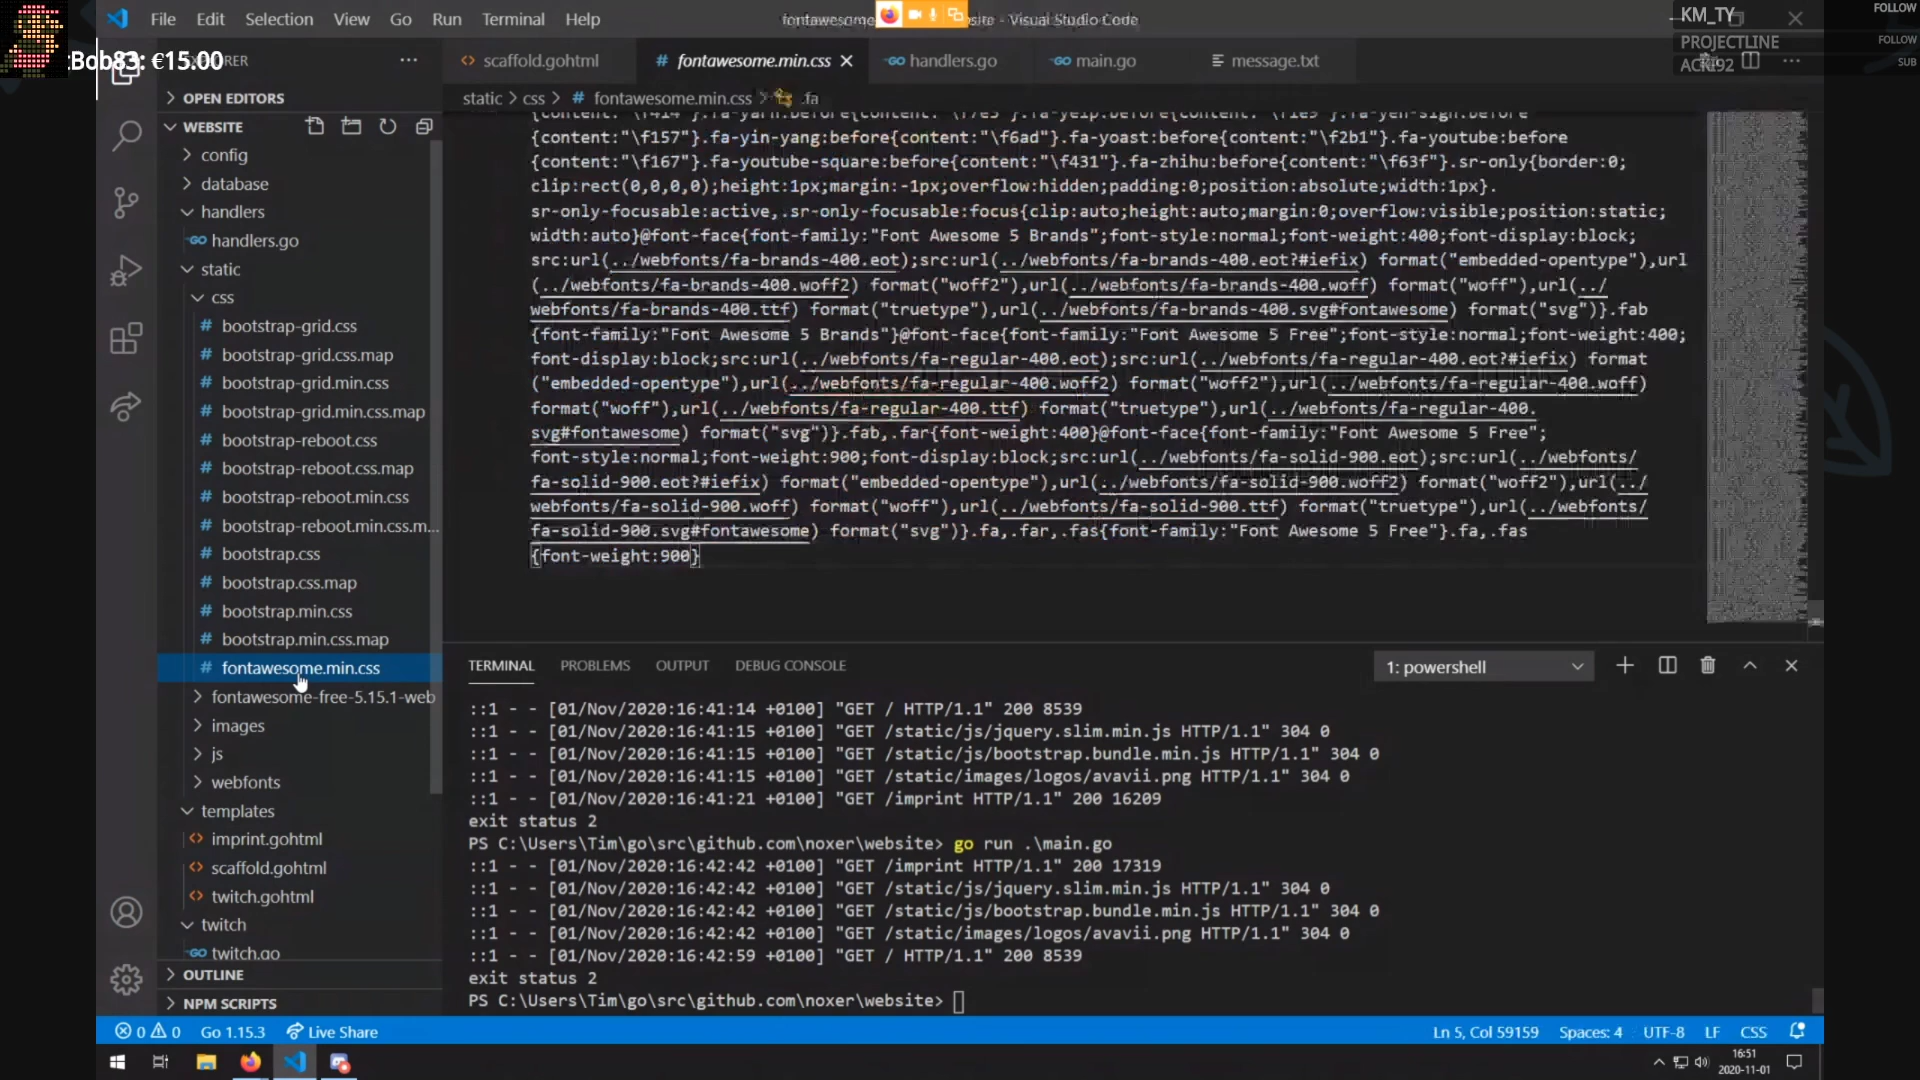 File Edit Selection View Go Run Terminal Help
fontawesome
site - Visual Studio Code
KM_TY
PROJECTLINE
ACKI92
FOLLOW
FOLLOW
SUB
:Bob83: €15.00
scaffold.gohtml
fontawesome.min.css
handlers.go
main.go
message.txt
static > css > # fontawesome.min.css > .fa
OPEN EDITORS
WEBSITE
config
database
handlers
handlers.go
static
css
bootstrap-grid.css
bootstrap-grid.css.map
bootstrap-grid.min.css
bootstrap-grid.min.css.map
bootstrap-reboot.css
bootstrap-reboot.css.map
bootstrap-reboot.min.css
bootstrap-reboot.min.css.m...
bootstrap.css
bootstrap.css.map
bootstrap.min.css
bootstrap.min.css.map
fontawesome.min.css
fontawesome-free-5.15.1-web
images
js
webfonts
templates
imprint.gohtml
scaffold.gohtml
twitch.gohtml
twitch
twitch.go
OUTLINE
NPM SCRIPTS
{content:"\f157"}.fa-yin-yang:before{content:"\f6ad"}.fa-yoast:before{content:"\f2b1"}.fa-youtube:before
{content:"\f167"}.fa-youtube-square:before{content:"\f431"}.fa-zhihu:before{content:"\f63f"}.sr-only{border:0;
clip:rect(0,0,0,0);height:1px;margin:-1px;overflow:hidden;padding:0;position:absolute;width:1px}.
sr-only-focusable:active,.sr-only-focusable:focus{clip:auto;height:auto;margin:0;overflow:visible;position:static;
width:auto}@font-face{font-family:"Font Awesome 5 Brands";font-style:normal;font-weight:400;font-display:block;
src:url(../webfonts/fa-brands-400.eot);src:url(../webfonts/fa-brands-400.eot?#iefix) format("embedded-opentype"),url
(../webfonts/fa-brands-400.woff2) format("woff2"),url(../webfonts/fa-brands-400.woff) format("woff"),url(../
webfonts/fa-brands-400.ttf) format("truetype"),url(../webfonts/fa-brands-400.svg#fontawesome) format("svg")}.fab
{font-family:"Font Awesome 5 Brands"}@font-face{font-family:"Font Awesome 5 Free";font-style:normal;font-weight:400;
font-display:block;src:url(../webfonts/fa-regular-400.eot);src:url(../webfonts/fa-regular-400.eot?#iefix) format
("embedded-opentype"),url(../webfonts/fa-regular-400.woff2) format("woff2"),url(../webfonts/fa-regular-400.woff)
format("woff"),url(../webfonts/fa-regular-400.ttf) format("truetype"),url(../webfonts/fa-regular-400.
svg#fontawesome) format("svg")}.fab,.far{font-weight:400}@font-face{font-family:"Font Awesome 5 Free";
font-style:normal;font-weight:900;font-display:block;src:url(../webfonts/fa-solid-900.eot);src:url(../webfonts/
fa-solid-900.eot?#iefix) format("embedded-opentype"),url(../webfonts/fa-solid-900.woff2) format("woff2"),url(../
webfonts/fa-solid-900.woff) format("woff"),url(../webfonts/fa-solid-900.ttf) format("truetype"),url(../webfonts/
fa-solid-900.svg#fontawesome) format("svg")}.fa,.far,.fas{font-family:"Font Awesome 5 Free"}.fa,.fas
{font-weight:900}
TERMINAL PROBLEMS OUTPUT DEBUG CONSOLE
1: powershell
::1 - - [01/Nov/2020:16:41:14 +0100] "GET / HTTP/1.1" 200 8539
::1 - - [01/Nov/2020:16:41:15 +0100] "GET /static/js/jquery.slim.min.js HTTP/1.1" 304 0
::1 - - [01/Nov/2020:16:41:15 +0100] "GET /static/js/bootstrap.bundle.min.js HTTP/1.1" 304 0
::1 - - [01/Nov/2020:16:41:15 +0100] "GET /static/images/logos/avavii.png HTTP/1.1" 304 0
::1 - - [01/Nov/2020:16:41:21 +0100] "GET /imprint HTTP/1.1" 200 16209
exit status 2
PS C:\Users\Tim\go\src\github.com\noxer\website> go run .\main.go
::1 - - [01/Nov/2020:16:42:42 +0100] "GET /imprint HTTP/1.1" 200 17319
::1 - - [01/Nov/2020:16:42:42 +0100] "GET /static/js/jquery.slim.min.js HTTP/1.1" 304 0
::1 - - [01/Nov/2020:16:42:42 +0100] "GET /static/js/bootstrap.bundle.min.js HTTP/1.1" 304 0
::1 - - [01/Nov/2020:16:42:42 +0100] "GET /static/images/logos/avavii.png HTTP/1.1" 304 0
::1 - - [01/Nov/2020:16:42:59 +0100] "GET / HTTP/1.1" 200 8539
exit status 2
PS C:\Users\Tim\go\src\github.com\noxer\website>
0 0 Go 1.15.3 Live Share
Ln 5, Col 59159 Spaces: 4 UTF-8 LF CSS
16:51
2020-11-01